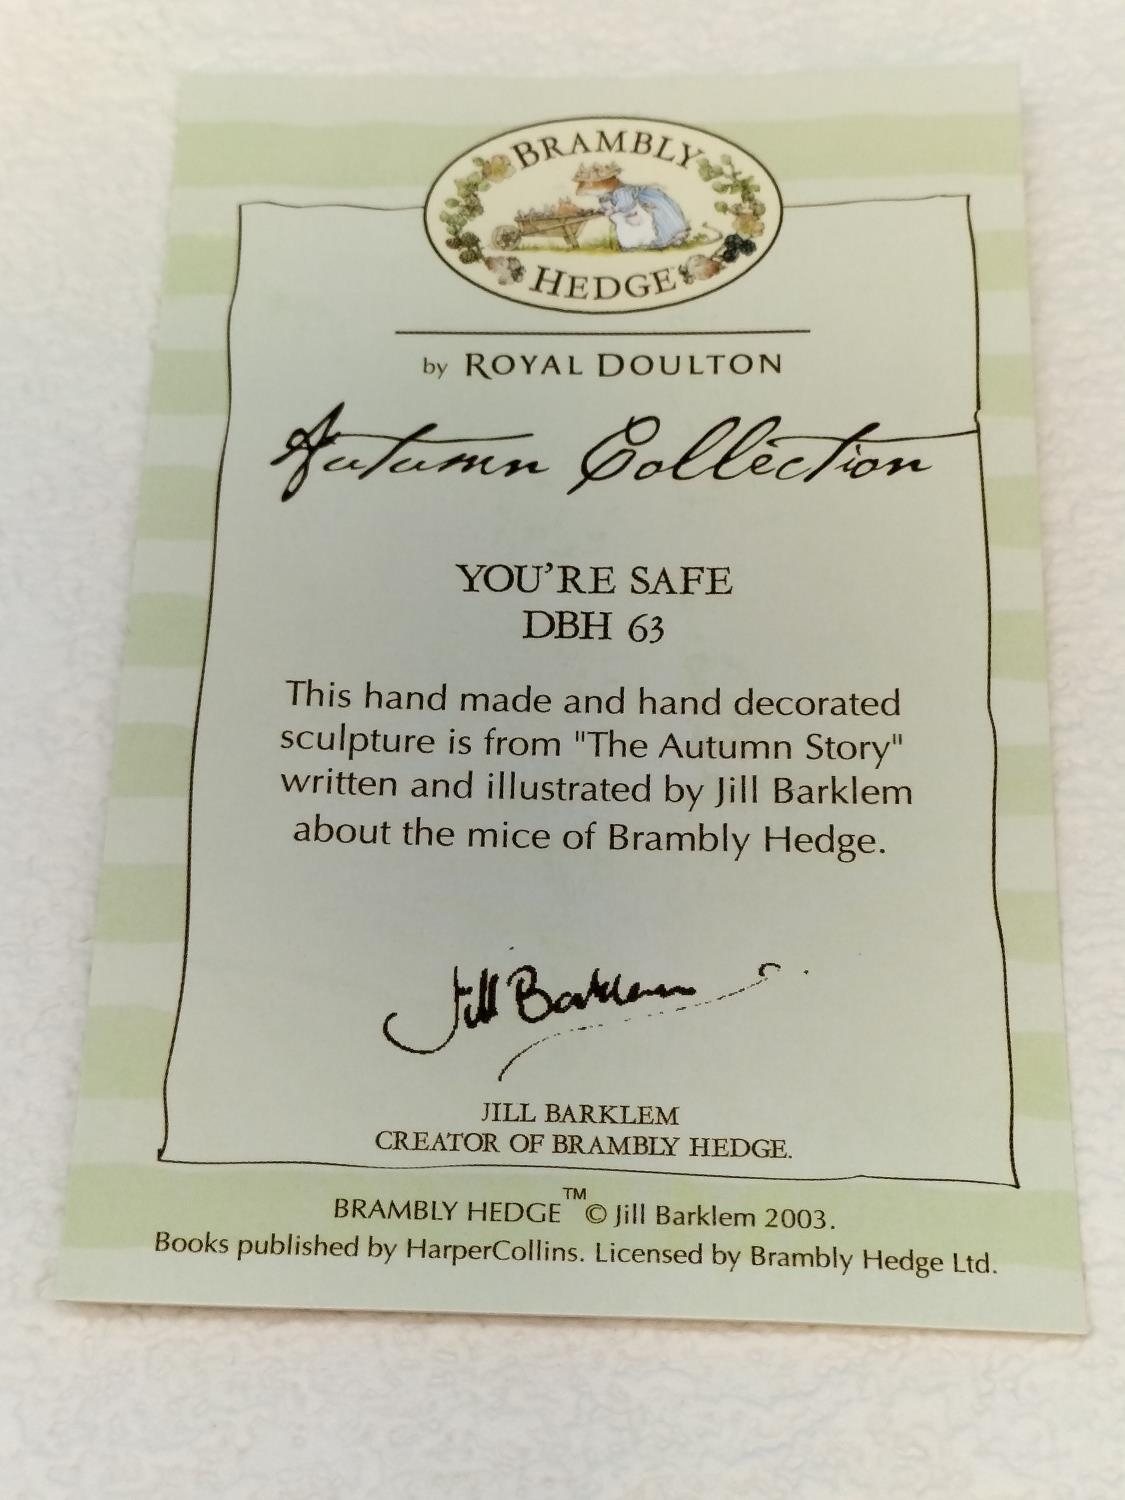 BRAMBLY
HEDGE
by ROYAL DOULTON
Autumn Collection
YOU'RE SAFE
DBH 63
This hand made and hand decorated
sculpture is from "The Autumn Story"
written and illustrated by Jill Barklem
about the mice of Brambly Hedge.
Jill Barklem
JILL BARKLEM
CREATOR OF BRAMBLY HEDGE.
BRAMBLY HEDGE™ © Jill Barklem 2003.
Books published by HarperCollins. Licensed by Brambly Hedge Ltd.